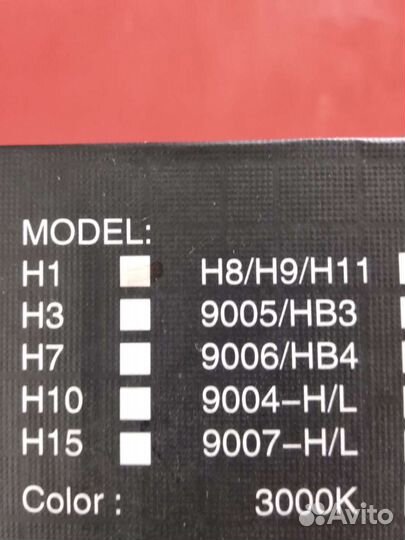 MODEL:
H1 H8/H9/H11
H3 9005/HB3
H7 9006/HB4
H10 9004-H/L
H15 9007-H/L
Color : 3000K
Avito